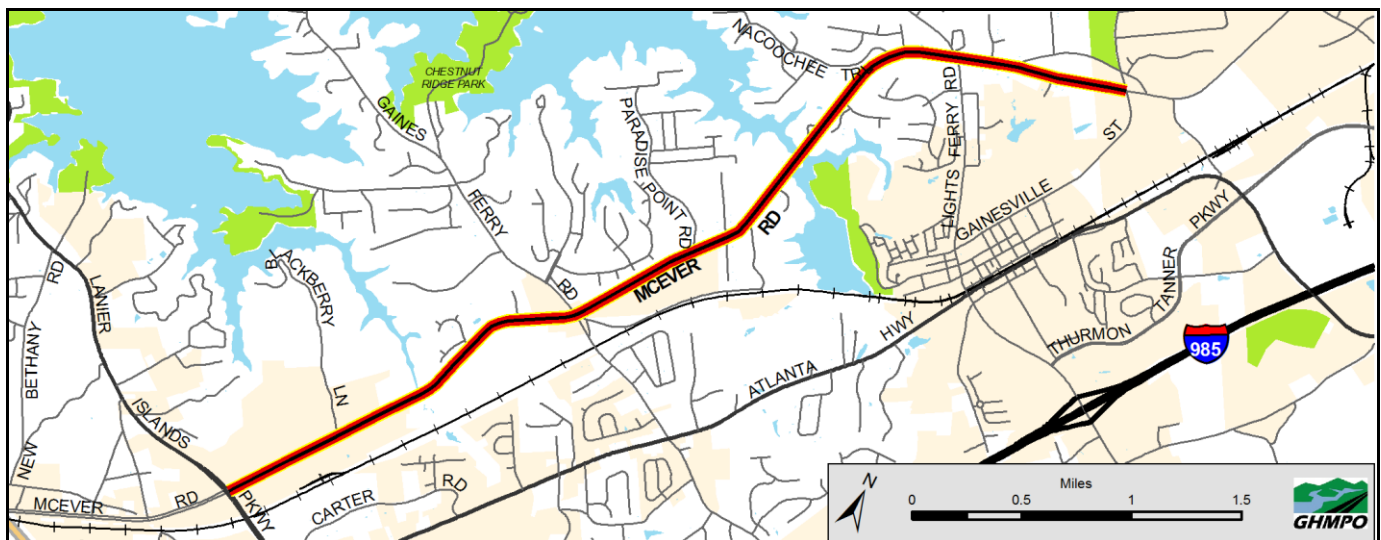 NACOOCHEE
TRL
CHESTNUT
RIDGE PARK
GAINES
FERRY
RD
PARADISE POINT
RD
LIGHTS FERRY RD
GAINESVILLE
ST
PKWY
TANNER
THURMON
985
RD
MCEVER
HWY
ATLANTA
BLACKBERRY
LN
LANIER
ISLANDS
PKWY
RD
BETHANY
NEW
MCEVER
RD
CARTER
RD
N
Miles
0
0.5
1
1.5
GHMPO